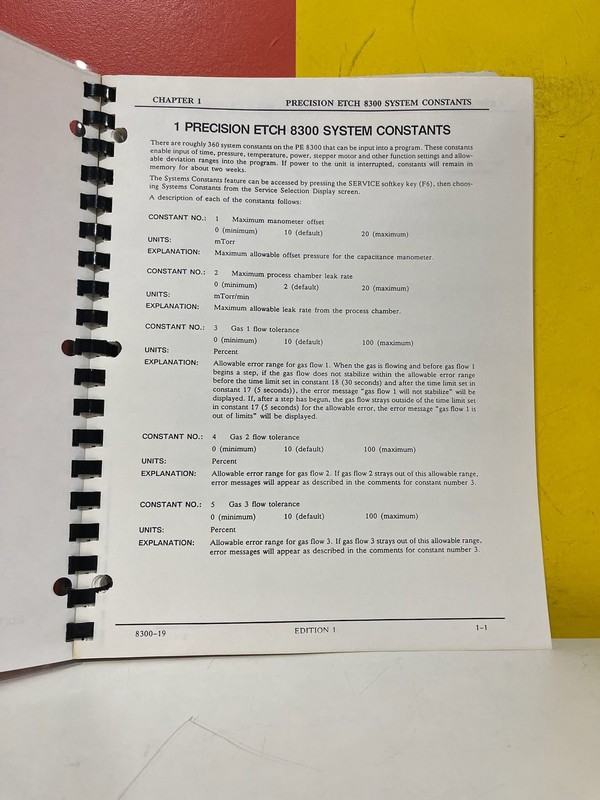 CHAPTER 1 PRECISION ETCH 8300 SYSTEM CONSTANTS
1 PRECISION ETCH 8300 SYSTEM CONSTANTS
There are roughly 360 system constants on the PE 8300 that can be input into a program. These constants
enable input of time, pressure, temperature, power, stepper motor and other function settings and allow-
able deviation ranges into the program. If power to the unit is interrupted, constants will remain in
memory for about two weeks.
The Systems Constants feature can be accessed by pressing the SERVICE softkey key (F6), then choos-
ing Systems Constants from the Service Selection Display screen.
A description of each of the constants follows:
CONSTANT NO.: 1 Maximum manometer offset
0 (minimum) 10 (default) 20 (maximum)
UNITS: mTorr
EXPLANATION: Maximum allowable offset pressure for the capacitance manometer.
CONSTANT NO.: 2 Maximum process chamber leak rate
0 (minimum) 2 (default) 20 (maximum)
UNITS: mTorr/min
EXPLANATION: Maximum allowable leak rate from the process chamber.
CONSTANT NO.: 3 Gas 1 flow tolerance
0 (minimum) 10 (default) 100 (maximum)
UNITS: Percent
EXPLANATION: Allowable error range for gas flow 1. When the gas is flowing and before gas flow 1
begins a step, if the gas flow does not stabilize within the allowable error range
before the time limit set in constant 18 (30 seconds) and after the time limit set in
constant 17 (5 seconds)), the error message "gas flow 1 will not stabilize" will be
displayed. If, after a step has begun, the gas flow strays outside of the time limit set
in constant 17 (5 seconds) for the allowable error, the error message "gas flow 1 is
out of limits" will be displayed.
CONSTANT NO.: 4 Gas 2 flow tolerance
0 (minimum) 10 (default) 100 (maximum)
UNITS: Percent
EXPLANATION: Allowable error range for gas flow 2. If gas flow 2 strays out of this allowable range,
error messages will appear as described in the comments for constant number 3.
CONSTANT NO.: 5 Gas 3 flow tolerance
0 (minimum) 10 (default) 100 (maximum)
UNITS: Percent
EXPLANATION: Allowable error range for gas flow 3. If gas flow 3 strays out of this allowable range,
error messages will appear as described in the comments for constant number 3.
8300-19 EDITION 1 1-1